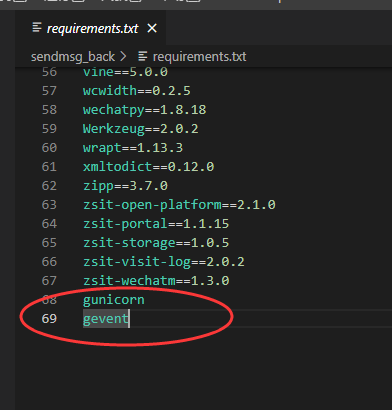 requirements.txt
sendmsg_back > requirements.txt
56 vine==5.0.0
57 wcwidth==0.2.5
58 wechatpy==1.8.18
59 Werkzeug==2.0.2
60 wrapt==1.13.3
61 xmltodict==0.12.0
62 zipp==3.7.0
63 zsit-open-platform==2.1.0
64 zsit-portal==1.1.15
65 zsit-storage==1.0.5
66 zsit-visit-log==2.0.2
67 zsit-wechatm==1.3.0
68 gunicorn
69 gevent